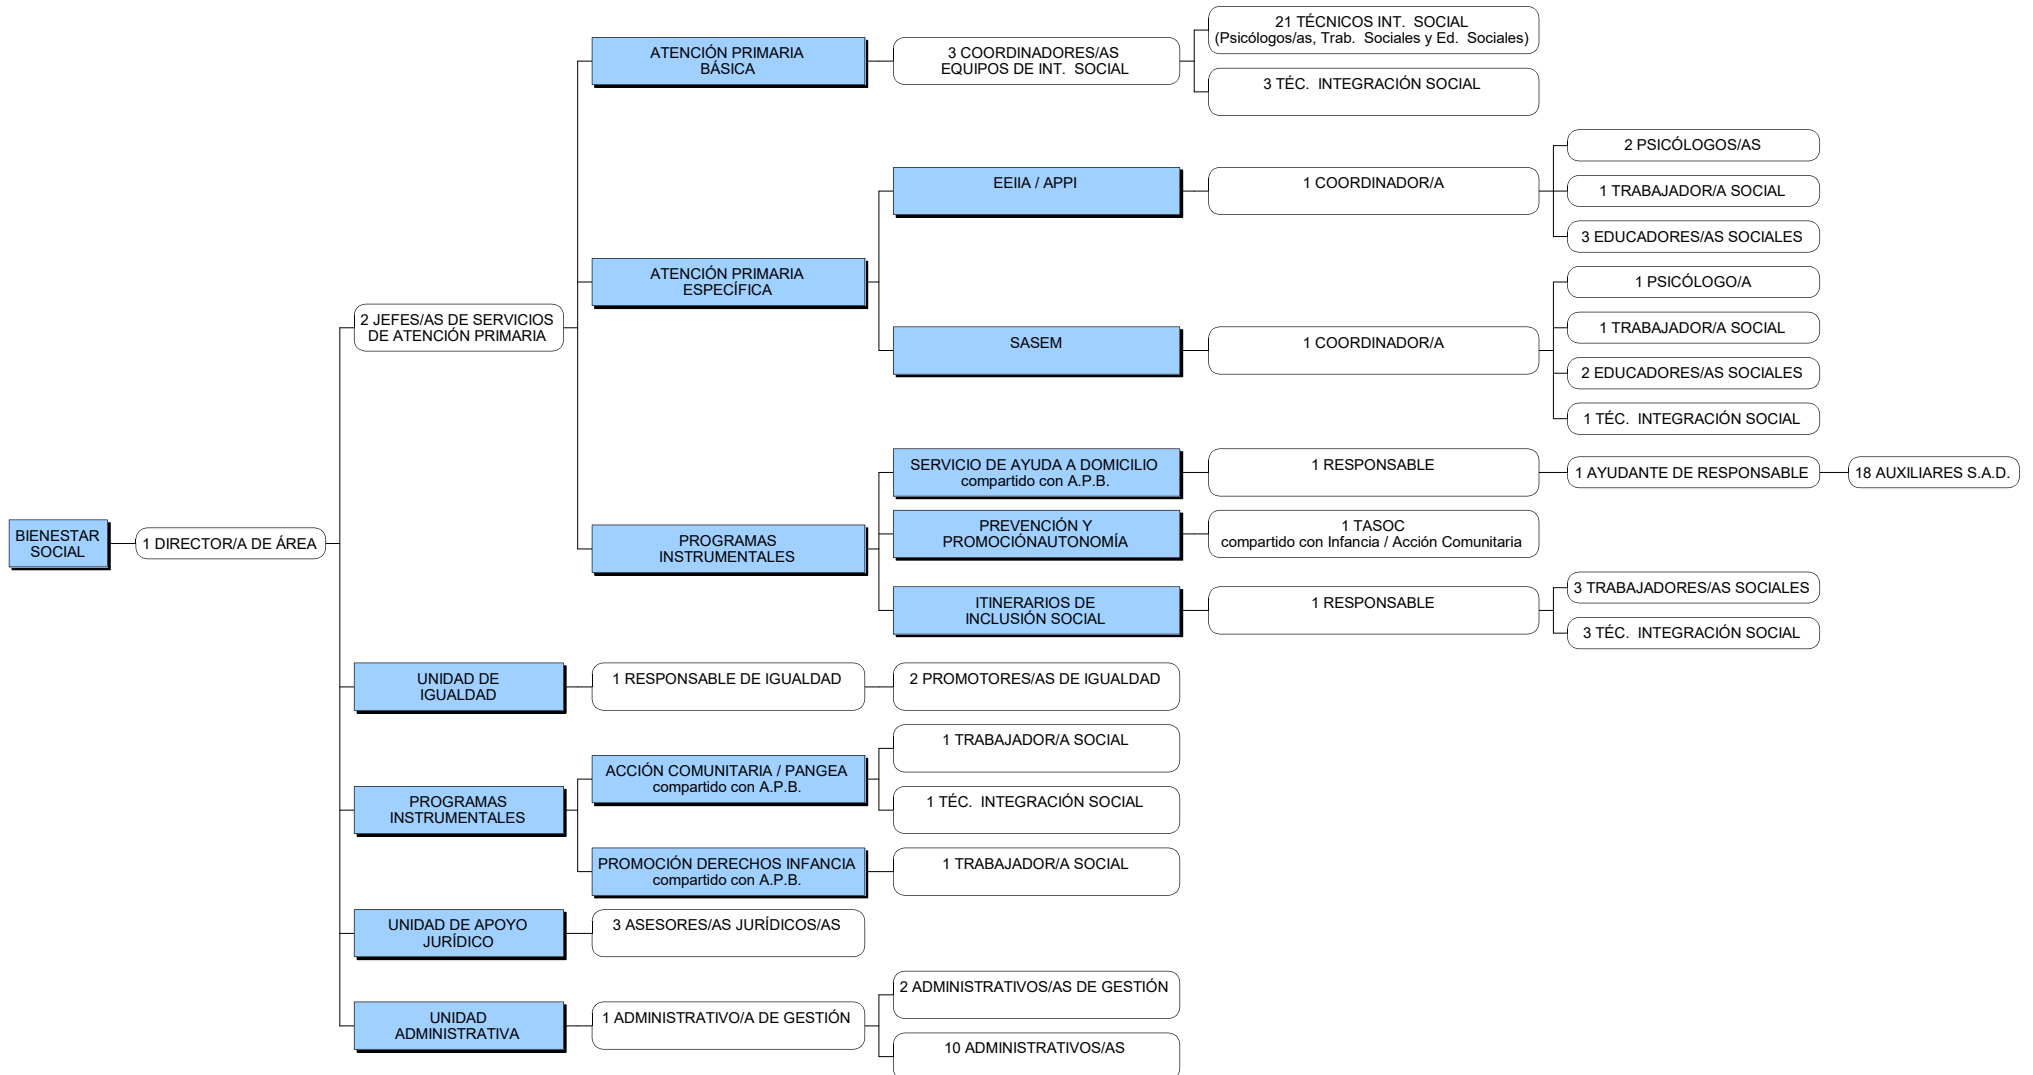 BIENESTAR
SOCIAL
1 DIRECTOR/A DE ÁREA
2 JEFES/AS DE SERVICIOS
DE ATENCIÓN PRIMARIA
ATENCIÓN PRIMARIA
BÁSICA
3 COORDINADORES/AS
EQUIPOS DE INT. SOCIAL
21 TÉCNICOS INT. SOCIAL
(Psicólogos/as, Trab. Sociales y Ed. Sociales)
3 TÉC. INTEGRACIÓN SOCIAL
ATENCIÓN PRIMARIA
ESPECÍFICA
EEIIA / APPI
1 COORDINADOR/A
2 PSICÓLOGOS/AS
1 TRABAJADOR/A SOCIAL
3 EDUCADORES/AS SOCIALES
SASEM
1 COORDINADOR/A
1 PSICÓLOGO/A
1 TRABAJADOR/A SOCIAL
2 EDUCADORES/AS SOCIALES
1 TÉC. INTEGRACIÓN SOCIAL
PROGRAMAS
INSTRUMENTALES
SERVICIO DE AYUDA A DOMICILIO
compartido con A.P.B.
1 RESPONSABLE
1 AYUDANTE DE RESPONSABLE
18 AUXILIARES S.A.D.
PREVENCIÓN Y
PROMOCIÓNAUTONOMÍA
1 TASOC
compartido con Infancia / Acción Comunitaria
ITINERARIOS DE
INCLUSIÓN SOCIAL
1 RESPONSABLE
3 TRABAJADORES/AS SOCIALES
3 TÉC. INTEGRACIÓN SOCIAL
UNIDAD DE
IGUALDAD
1 RESPONSABLE DE IGUALDAD
2 PROMOTORES/AS DE IGUALDAD
PROGRAMAS
INSTRUMENTALES
ACCIÓN COMUNITARIA / PANGEA
compartido con A.P.B.
1 TRABAJADOR/A SOCIAL
1 TÉC. INTEGRACIÓN SOCIAL
PROMOCIÓN DERECHOS INFANCIA
compartido con A.P.B.
1 TRABAJADOR/A SOCIAL
UNIDAD DE APOYO
JURÍDICO
3 ASESORES/AS JURÍDICOS/AS
UNIDAD
ADMINISTRATIVA
1 ADMINISTRATIVO/A DE GESTIÓN
2 ADMINISTRATIVOS/AS DE GESTIÓN
10 ADMINISTRATIVOS/AS